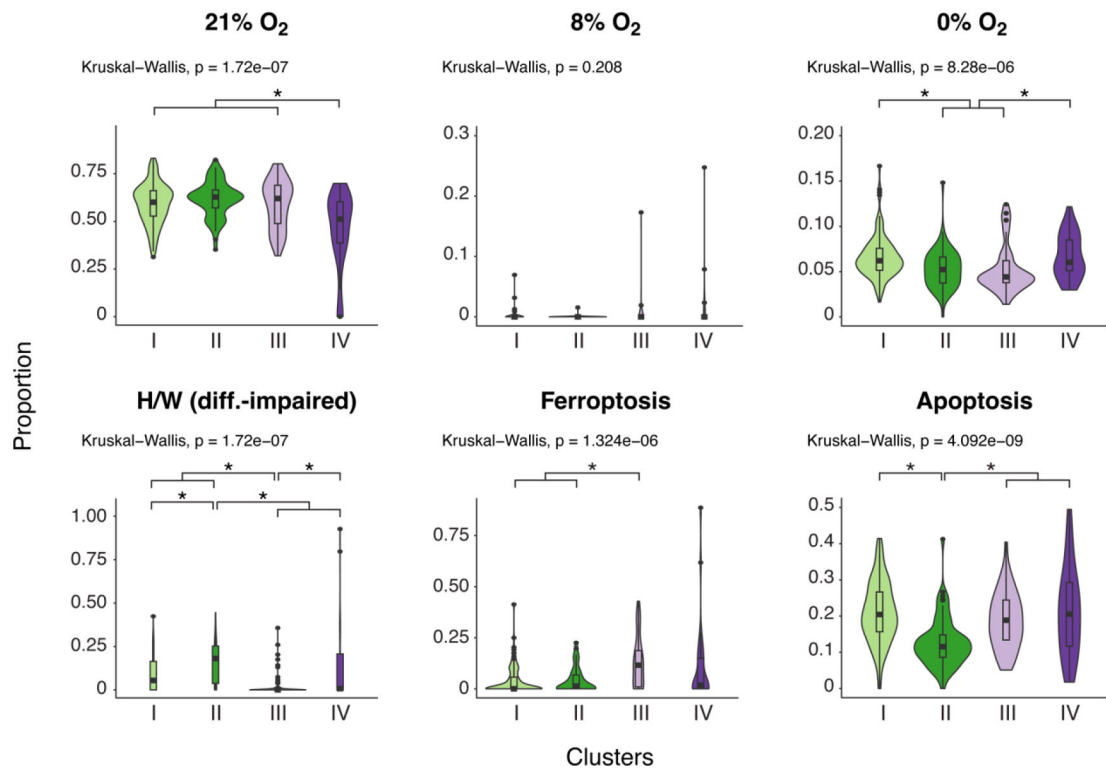 21% O₂
8% O₂
0% O₂
Kruskal−Wallis, p = 1.72e−07
Kruskal−Wallis, p = 0.208
Kruskal−Wallis, p = 8.28e−06
*
* *
0.75
0.50
0.25
0
I II III IV
0.3
0.2
0.1
0
I II III IV
0.20
0.15
0.10
0.05
0
I II III IV
Proportion
H/W (diff.-impaired)
Ferroptosis
Apoptosis
Kruskal−Wallis, p = 1.72e−07
Kruskal−Wallis, p = 1.324e−06
Kruskal−Wallis, p = 4.092e−09
* *
* *
*
* *
1.00
0.75
0.50
0.25
0
I II III IV
0.75
0.50
0.25
0
I II III IV
0.5
0.4
0.3
0.2
0.1
0
I II III IV
Clusters